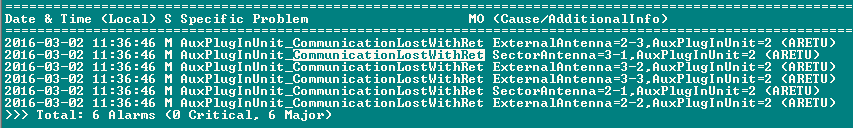 ================================================================================
Date & Time (Local) S Specific Problem                    MO (Cause/AdditionalInfo)
================================================================================
2016-03-02 11:36:46 M AuxPlugInUnit_CommunicationLostWithRet ExternalAntenna=2-3,AuxPlugInUnit=2 (ARETU)
2016-03-02 11:36:46 M AuxPlugInUnit_CommunicationLostWithRet SectorAntenna=3-1,AuxPlugInUnit=2 (ARETU)
2016-03-02 11:36:46 M AuxPlugInUnit_CommunicationLostWithRet ExternalAntenna=3-2,AuxPlugInUnit=2 (ARETU)
2016-03-02 11:36:46 M AuxPlugInUnit_CommunicationLostWithRet ExternalAntenna=3-3,AuxPlugInUnit=2 (ARETU)
2016-03-02 11:36:46 M AuxPlugInUnit_CommunicationLostWithRet SectorAntenna=2-1,AuxPlugInUnit=2 (ARETU)
2016-03-02 11:36:46 M AuxPlugInUnit_CommunicationLostWithRet ExternalAntenna=2-2,AuxPlugInUnit=2 (ARETU)
>>> Total: 6 Alarms (0 Critical, 6 Major)